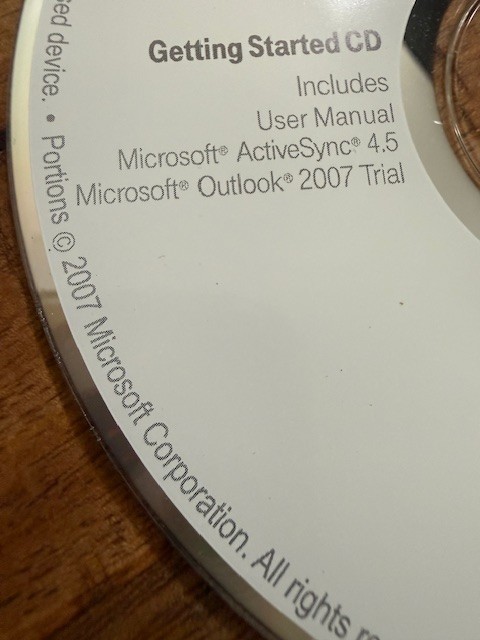 Getting Started CD
Includes
User Manual
Microsoft® ActiveSync® 4.5
Microsoft® Outlook® 2007 Trial
device. • Portions © 2007 Microsoft Corporation. All rights